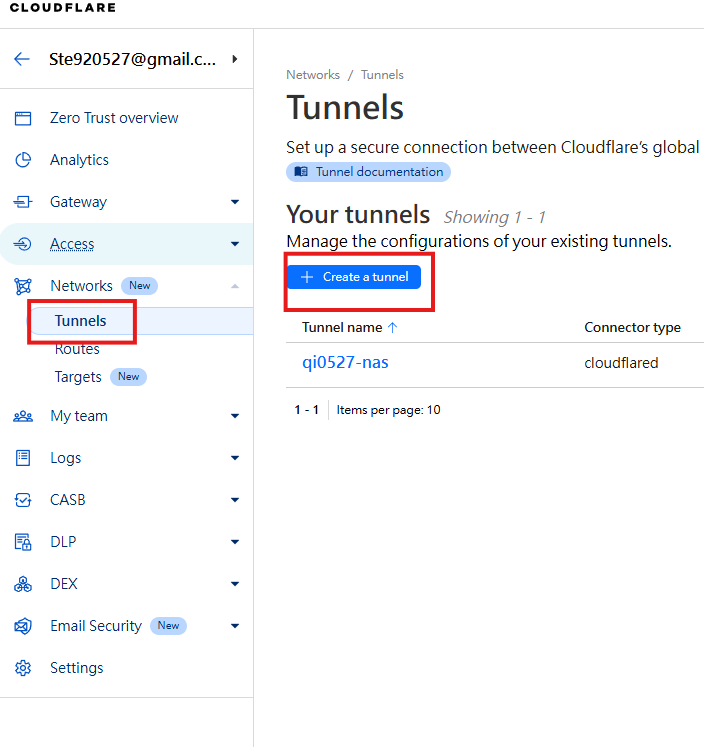 CLOUDFLARE
Ste920527@gmail.c...
Zero Trust overview
Analytics
Gateway
Access
Networks New
Tunnels
Routes
Targets New
My team
Logs
CASB
DLP
DEX
Email Security New
Settings
Networks / Tunnels
Tunnels
Set up a secure connection between Cloudflare's global
Tunnel documentation
Your tunnels Showing 1 - 1
Manage the configurations of your existing tunnels.
+ Create a tunnel
Tunnel name ↑ Connector type
qi0527-nas cloudflared
1 - 1 Items per page: 10